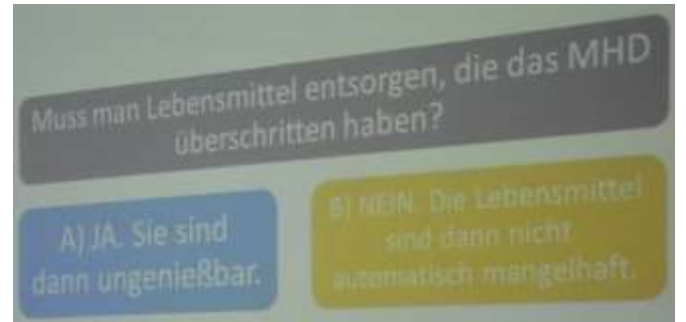 Muss man Lebensmittel entsorgen, die das MHD
überschritten haben?
A) JA. Sie sind
dann ungenießbar.
B) NEIN. Die Lebensmittel
sind dann nicht
automatisch mangelhaft.